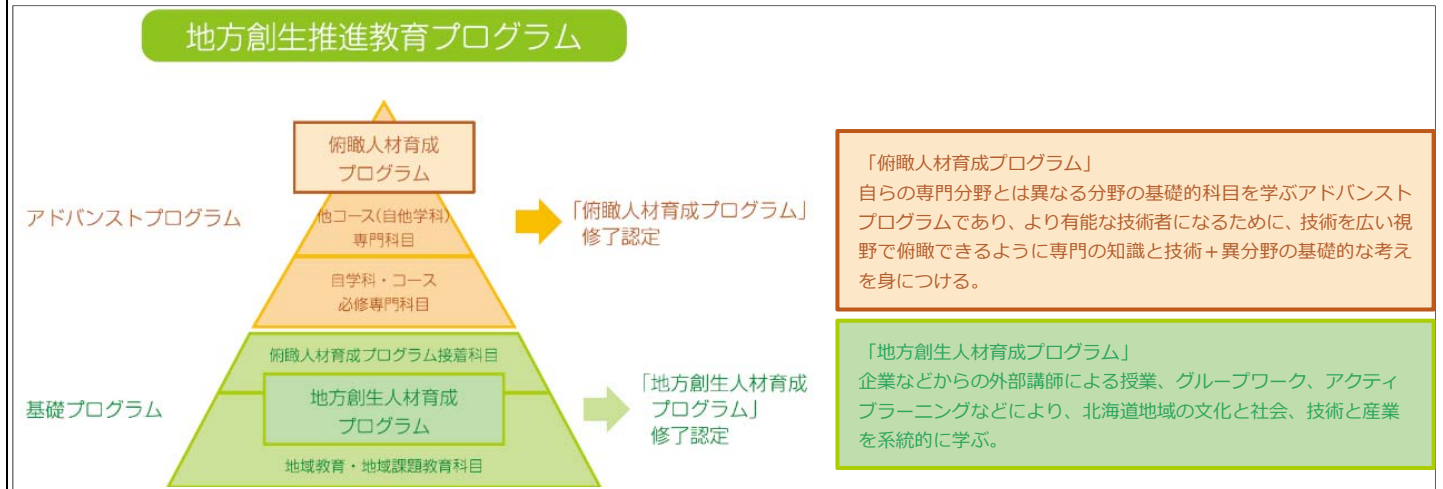 地方創生推進教育プログラム
俯瞰人材育成
プログラム
アドバンストプログラム
他コース(自他学科)
専門科目
自学科・コース
必修専門科目
「俯瞰人材育成プログラム」
修了認定
俯瞰人材育成プログラム接着科目
基礎プログラム
地方創生人材育成
プログラム
地域教育・地域課題教育科目
「地方創生人材育成
プログラム」
修了認定
「俯瞰人材育成プログラム」
自らの専門分野とは異なる分野の基礎的科目を学ぶアドバンスト
プログラムであり、より有能な技術者になるために、技術を広い視
野で俯瞰できるように専門の知識と技術＋異分野の基礎的な考え
を身につける。
「地方創生人材育成プログラム」
企業などからの外部講師による授業、グループワーク、アクティ
ブラーニングなどにより、北海道地域の文化と社会、技術と産業
を系統的に学ぶ。